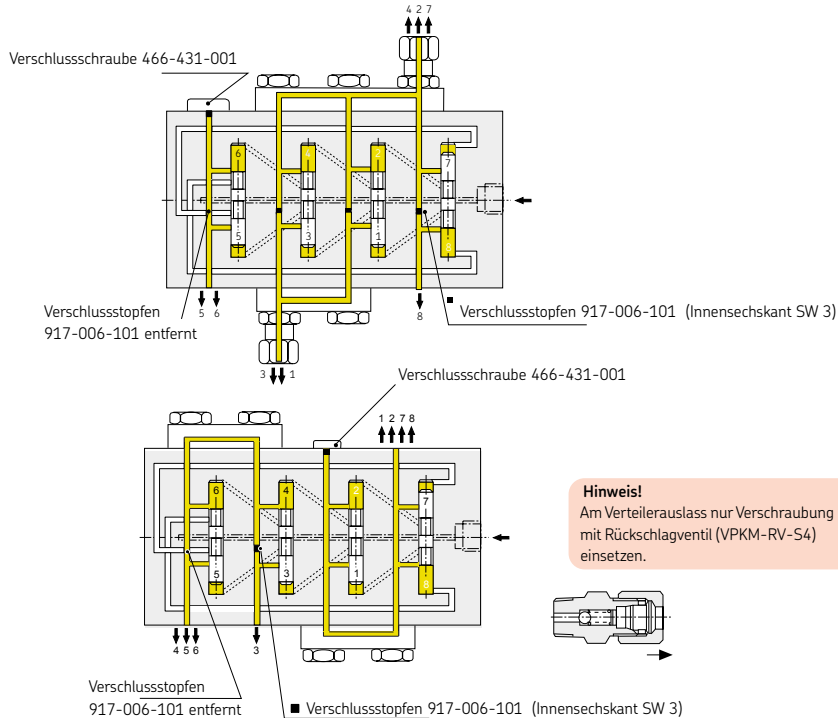 4 2 7
Verschlussschraube 466-431-001
6 4 2 7
5 3 1 8
Verschlussstopfen
917-006-101 entfernt
5 6
8
■ Verschlussstopfen 917-006-101 (Innensechskant SW 3)
3 1
Verschlussschraube 466-431-001
1 2 7 8
6 4 2 7
5 3 1 8
Hinweis!
Am Verteilerauslass nur Verschraubung
mit Rückschlagventil (VPKM-RV-S4)
einsetzen.
4 5 6
3
Verschlussstopfen
917-006-101 entfernt
■ Verschlussstopfen 917-006-101 (Innensechskant SW 3)